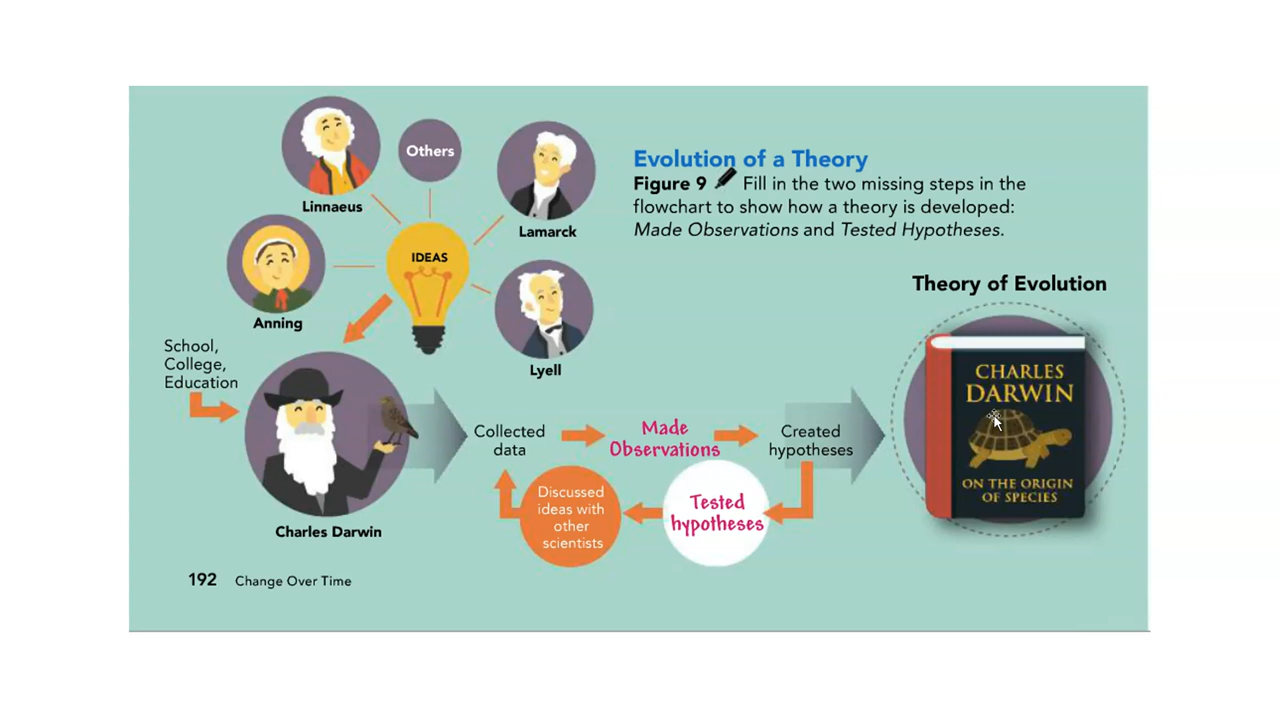 Linnaeus
Others
Lamarck
Anning
IDEAS
Lyell
Evolution of a Theory
Figure 9 Fill in the two missing steps in the
flowchart to show how a theory is developed:
Made Observations and Tested Hypotheses.
School,
College,
Education
Charles Darwin
Collected
data
Made
Observations
Created
hypotheses
Tested
hypotheses
Discussed
ideas with
other
scientists
Theory of Evolution
CHARLES
DARWIN
ON THE ORIGIN
OF SPECIES
192 Change Over Time